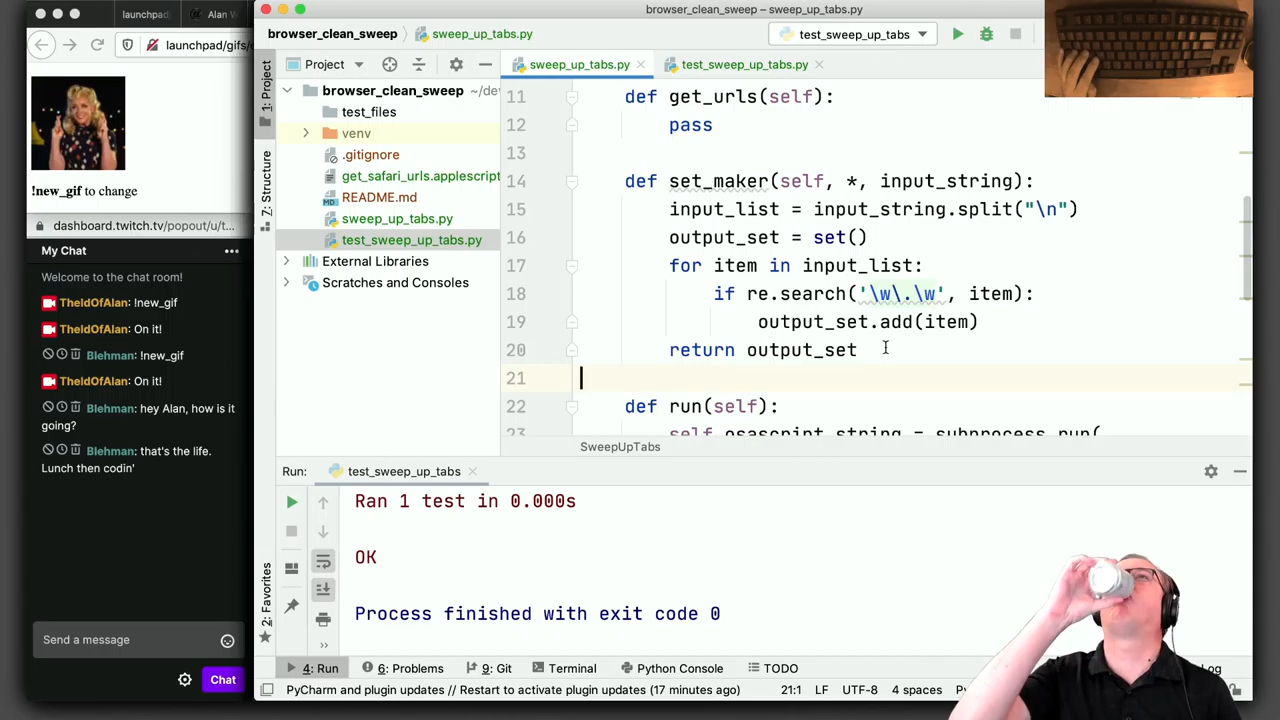 launchpad
Alan W
launchpad/gifs/
!new_gif to change
dashboard.twitch.tv/popout/u/t...
My Chat
Welcome to the chat room!
TheIdOfAlan: !new_gif
TheIdOfAlan: On it!
Blehman: !new_gif
TheIdOfAlan: On it!
Blehman: hey Alan, how is it
going?
Blehman: that's the life.
Lunch then codin'
Send a message
Chat
browser_clean_sweep – sweep_up_tabs.py
browser_clean_sweep
sweep_up_tabs.py
test_sweep_up_tabs
1: Project
7: Structure
2: Favorites
Project
browser_clean_sweep ~/de
test_files
venv
.gitignore
get_safari_urls.applescript
README.md
sweep_up_tabs.py
test_sweep_up_tabs.py
External Libraries
Scratches and Consoles
sweep_up_tabs.py
test_sweep_up_tabs.py
11 def get_urls(self):
12 pass
13
14 def set_maker(self, *, input_string):
15 input_list = input_string.split("\n")
16 output_set = set()
17 for item in input_list:
18 if re.search('\w\.\w', item):
19 output_set.add(item)
20 return output_set
21
22 def run(self):
23 self.osascript_string = subprocess.run(
SweepUpTabs
Run: test_sweep_up_tabs
Ran 1 test in 0.000s
OK
Process finished with exit code 0
4: Run
6: Problems
9: Git
Terminal
Python Console
TODO
PyCharm and plugin updates // Restart to activate plugin updates (17 minutes ago)
21:1
LF
UTF-8
4 spaces